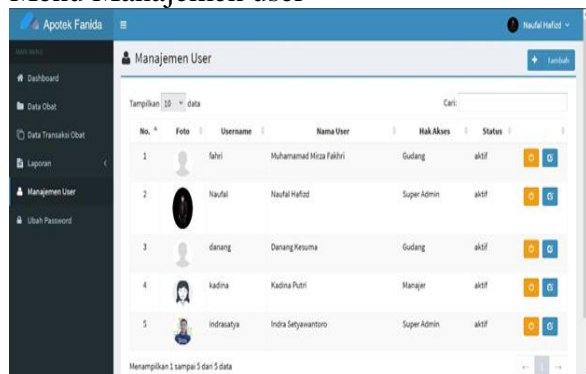 Menu Manajemen user
Apotek Fanida
Naufal Hafizd
MAIN MENU
Manajemen User
Tambah
Dashboard
Data Obat
Data Transaksi Obat
Laporan
Manajemen User
Ubah Password
Tampilkan 10 data
Cari:
No. Foto Username Nama User Hak Akses Status
1 fahri Muhamamad Mirza Fakhri Gudang aktif
2 Naufal Naufal Hafizd Super Admin aktif
3 danang Danang Kesuma Gudang aktif
4 kadina Kadina Putri Manajer aktif
5 indrasatya Indra Setyawantoro Super Admin aktif
Menampilkan 1 sampai 5 dari 5 data
← 1 →